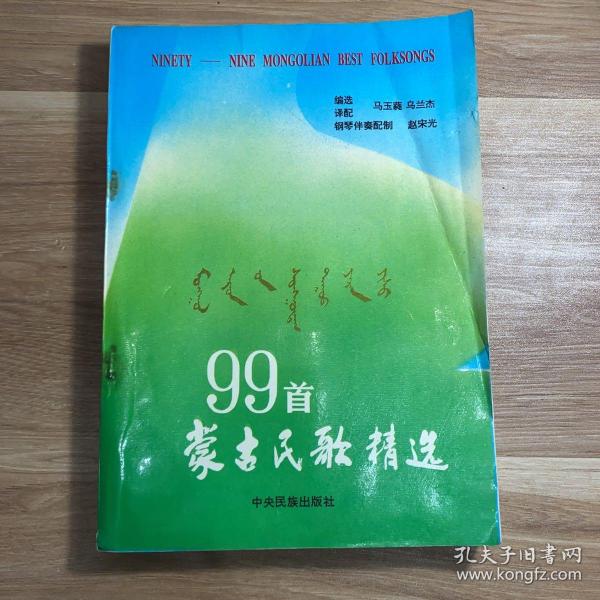 NINETY — NINE MONGOLIAN BEST FOLKSONGS
编选
译配
马玉蕤 乌兰杰
钢琴伴奏配制 赵宋光
99首
蒙古民歌精选
中央民族出版社
孔夫子旧书网
www.kongfz.com